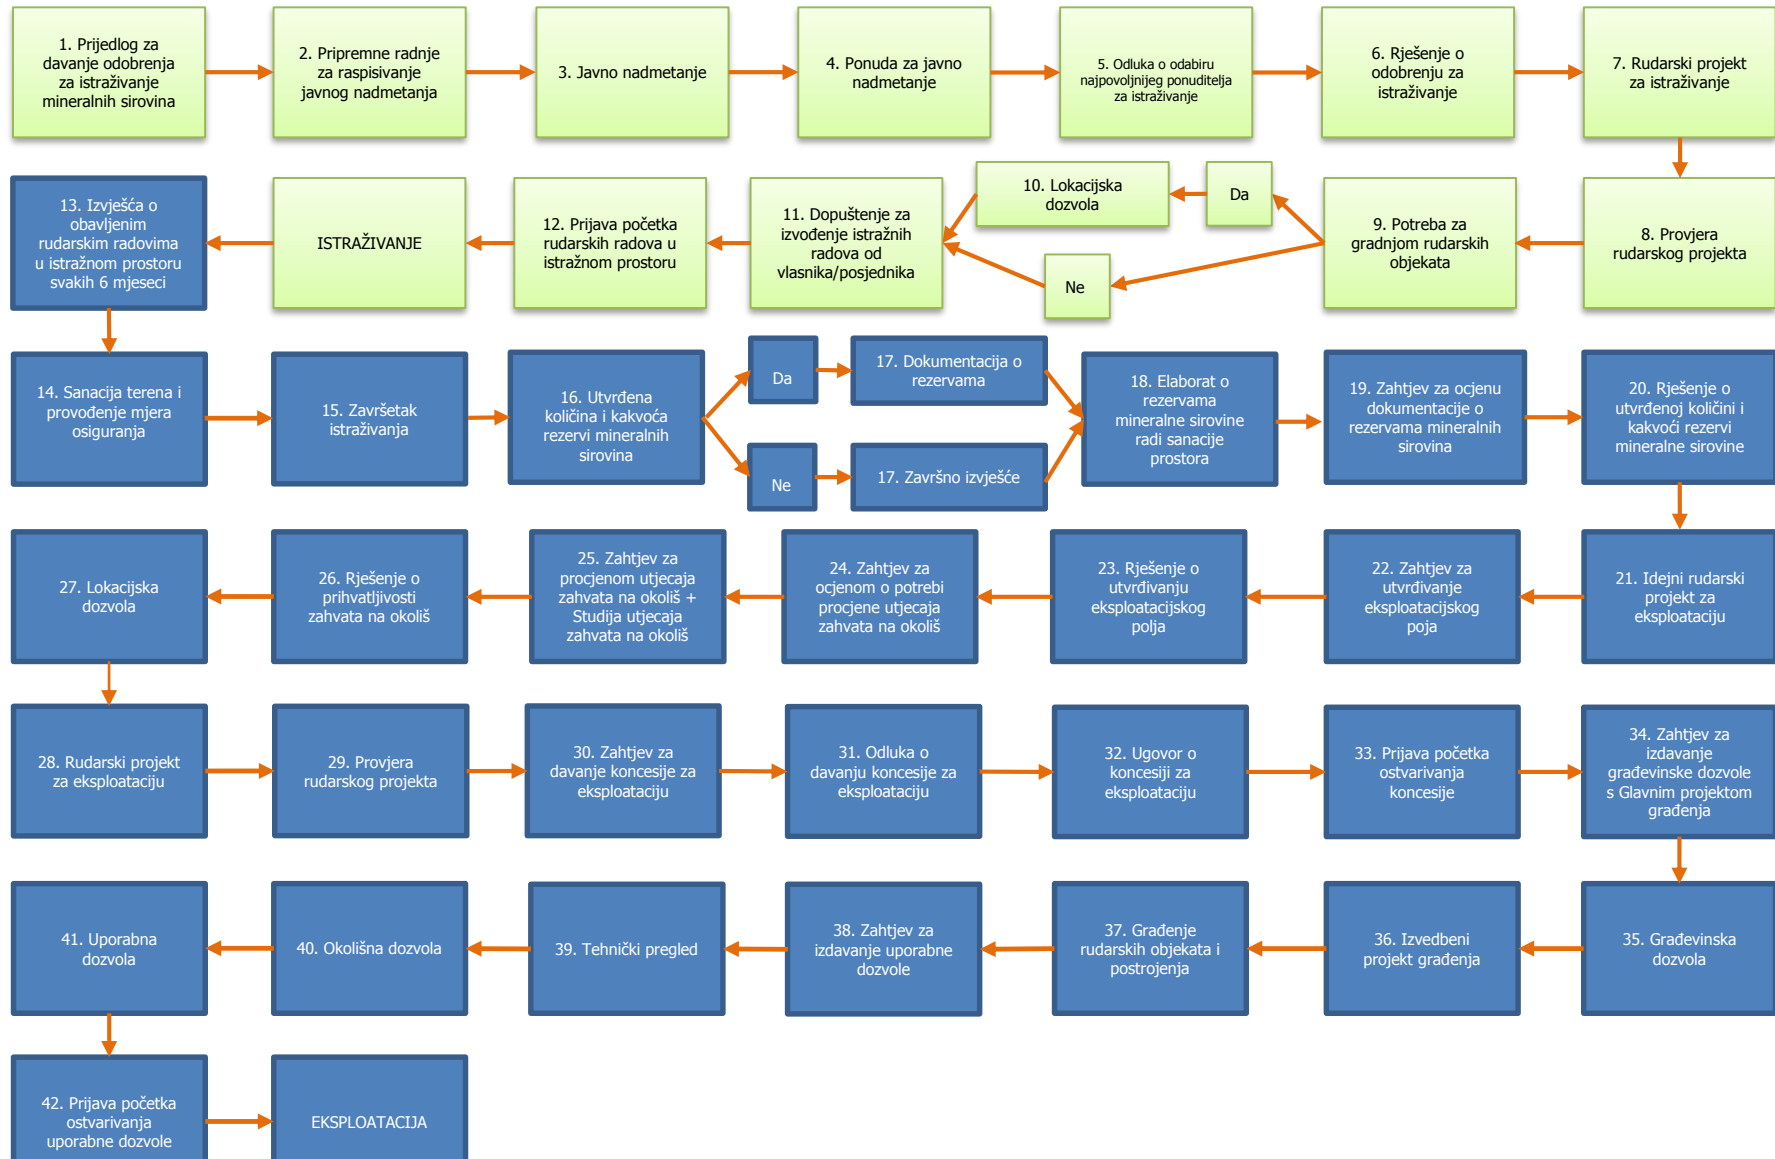 1. Prijedlog za
davanje odobrenja
za istraživanje
mineralnih sirovina
2. Pripremne radnje
za raspisivanje
javnog nadmetanja
3. Javno nadmetanje
4. Ponuda za javno
nadmetanje
5. Odluka o odabiru
najpovoljnijeg ponuditelja
za istraživanje
6. Rješenje o
odobrenju za
istraživanje
7. Rudarski projekt
za istraživanje
8. Provjera
rudarskog projekta
9. Potreba za
gradnjom rudarskih
objekata
Da
Ne
10. Lokacijska
dozvola
11. Dopuštenje za
izvođenje istražnih
radova od
vlasnika/posjednika
12. Prijava početka
rudarskih radova u
istražnom prostoru
ISTRAŽIVANJE
13. Izvješća o
obavljenim
rudarskim radovima
u istražnom prostoru
svakih 6 mjeseci
14. Sanacija terena i
provođenje mjera
osiguranja
15. Završetak
istraživanja
16. Utvrđena
količina i kakvoća
rezervi mineralnih
sirovina
Da
Ne
17. Dokumentacija o
rezervama
17. Završno izvješće
18. Elaborat o
rezervama
mineralne sirovine
radi sanacije
prostora
19. Zahtjev za ocjenu
dokumentacije o
rezervama mineralnih
sirovina
20. Rješenje o
utvrđenoj količini i
kakvoći rezervi
mineralne sirovine
21. Idejni rudarski
projekt za
eksploataciju
22. Zahtjev za
utvrđivanje
eksploatacijskog
poja
23. Rješenje o
utvrđivanju
eksploatacijskog
polja
24. Zahtjev za
ocjenom o potrebi
procjene utjecaja
zahvata na okoliš
25. Zahtjev za
procjenom utjecaja
zahvata na okoliš +
Studija utjecaja
zahvata na okoliš
26. Rješenje o
prihvatljivosti
zahvata na okoliš
27. Lokacijska
dozvola
28. Rudarski projekt
za eksploataciju
29. Provjera
rudarskog projekta
30. Zahtjev za
davanje koncesije za
eksploataciju
31. Odluka o
davanju koncesije za
eksploataciju
32. Ugovor o
koncesiji za
eksploataciju
33. Prijava početka
ostvarivanja
koncesije
34. Zahtjev za
izdavanje
građevinske dozvole
s Glavnim projektom
građenja
35. Građevinska
dozvola
36. Izvedbeni
projekt građenja
37. Građenje
rudarskih objekata i
postrojenja
38. Zahtjev za
izdavanje uporabne
dozvole
39. Tehnički pregled
40. Okolišna dozvola
41. Uporabna
dozvola
42. Prijava početka
ostvarivanja
uporabne dozvole
EKSPLOATACIJA